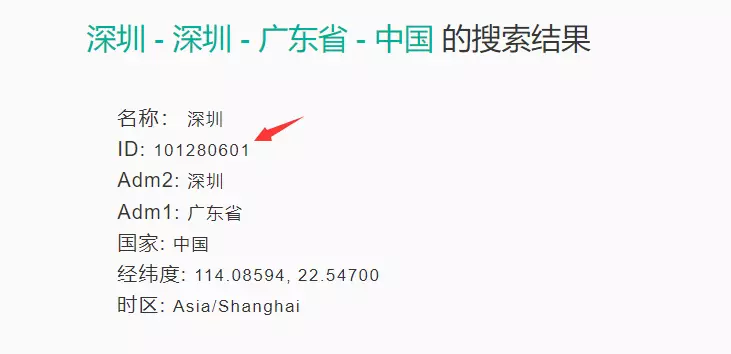 深圳 - 深圳 - 广东省 - 中国 的搜索结果
名称： 深圳
ID: 101280601
Adm2: 深圳
Adm1: 广东省
国家: 中国
经纬度: 114.08594, 22.54700
时区: Asia/Shanghai